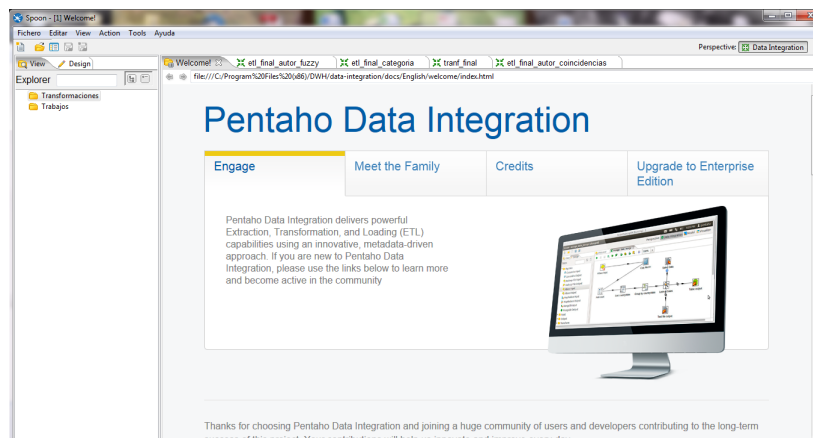 Spoon - [1] Welcome!
Fichero Editar View Action Tools Ayuda
Perspective: Data Integration
View Design
Welcome! etl_final_autor_fuzzy etl_final_categoria tranf_final etl_final_autor_coincidencias
Explorer
file:///C:/Program%20Files%20(x86)/DWH/data-integration/docs/English/welcome/index.html
Transformaciones
Trabajos
Pentaho Data Integration
Engage
Meet the Family
Credits
Upgrade to Enterprise
Edition
Pentaho Data Integration delivers powerful
Extraction, Transformation, and Loading (ETL)
capabilities using an innovative, metadata-driven
approach. If you are new to Pentaho Data
Integration, please use the links below to learn more
and become active in the community
Thanks for choosing Pentaho Data Integration and joining a huge community of users and developers contributing to the long-term